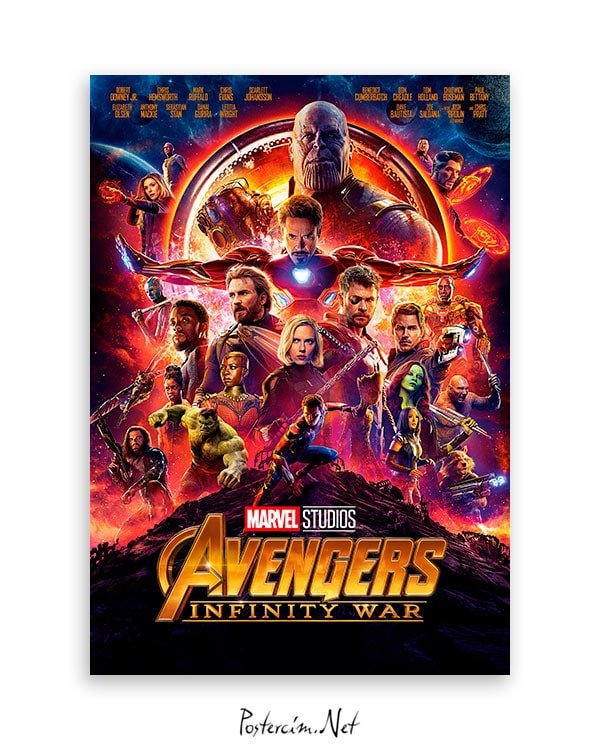 ROBERT CHRIS MARK CHRIS SCARLETT BENEDICT DON TOM CHADWICK PAUL
DOWNEY JR. HEMSWORTH RUFFALO EVANS JOHANSSON CUMBERBATCH CHEADLE HOLLAND BOSEMAN BETTANY
ELIZABETH ANTHONY SEBASTIAN DANAI LETITIA DAVE ZOE JOSH AND CHRIS
OLSEN MACKIE STAN GURIRA WRIGHT BAUTISTA SALDANA BROLIN PRATT
MARVEL STUDIOS
AVENGERS
INFINITY WAR
Postercim.Net